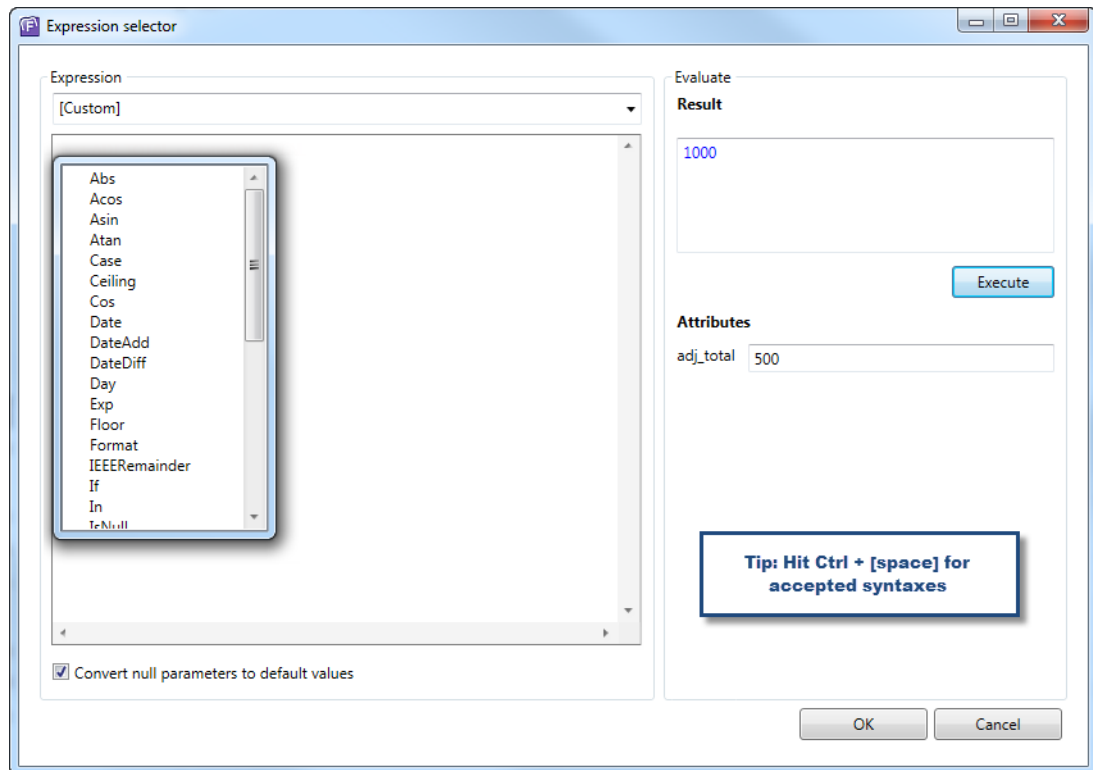 Expression selector
Expression
[Custom]
Abs
Acos
Asin
Atan
Case
Ceiling
Cos
Date
DateAdd
DateDiff
Day
Exp
Floor
Format
IEEERemainder
If
In
IsNull
Convert null parameters to default values
Evaluate
Result
1000
Execute
Attributes
adj_total 500
Tip: Hit Ctrl + [space] for
accepted syntaxes
OK Cancel